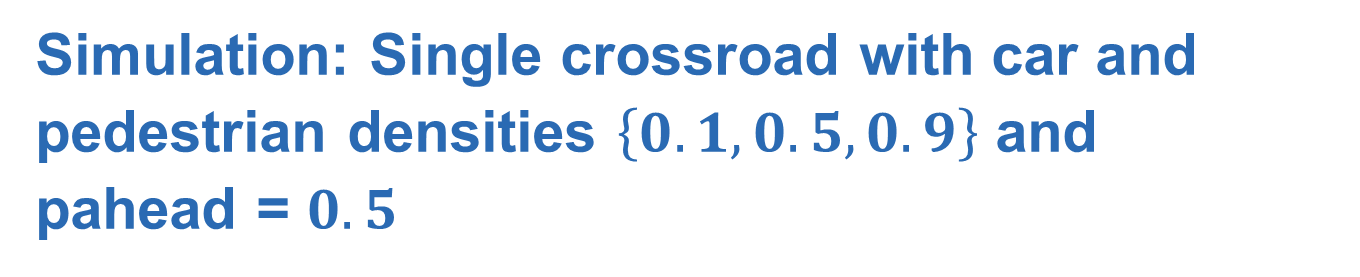 Simulation: Single crossroad with car and
pedestrian densities {0.1,0.5,0.9} and
pahead = 0.5